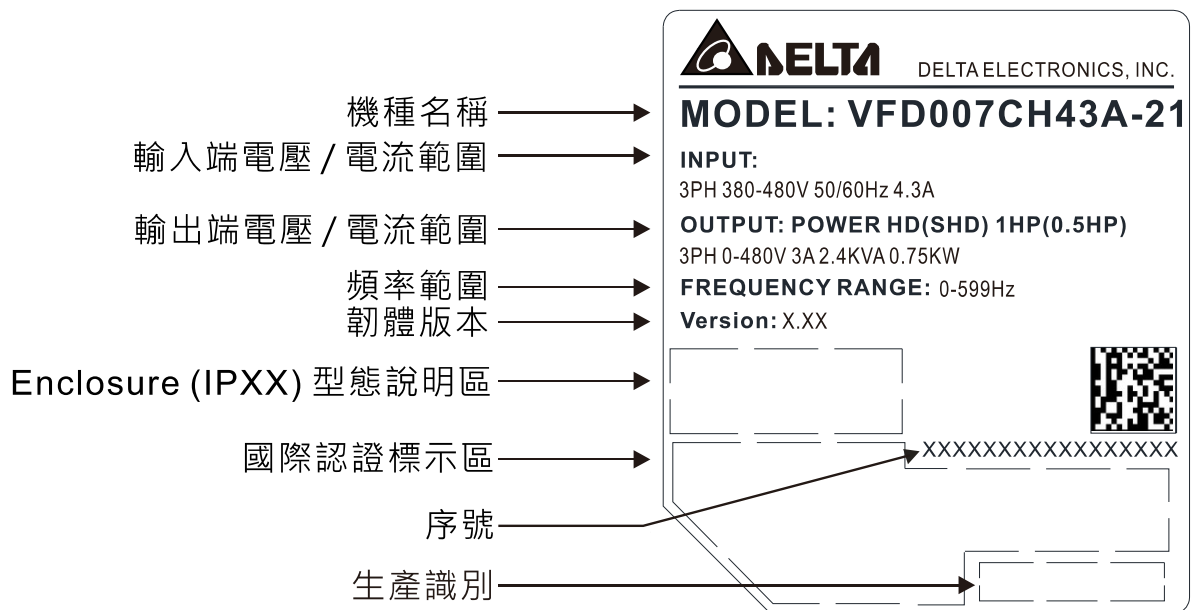 DELTA
DELTA ELECTRONICS, INC.
機種名稱
MODEL: VFD007CH43A-21
輸入端電壓 / 電流範圍
INPUT:
3PH 380-480V 50/60Hz 4.3A
輸出端電壓 / 電流範圍
OUTPUT: POWER HD(SHD) 1HP(0.5HP)
3PH 0-480V 3A 2.4KVA 0.75KW
頻率範圍
FREQUENCY RANGE: 0-599Hz
韌體版本
Version: X.XX
Enclosure (IPXX) 型態說明區
國際認證標示區
XXXXXXXXXXXXXXXXX
序號
生產識別